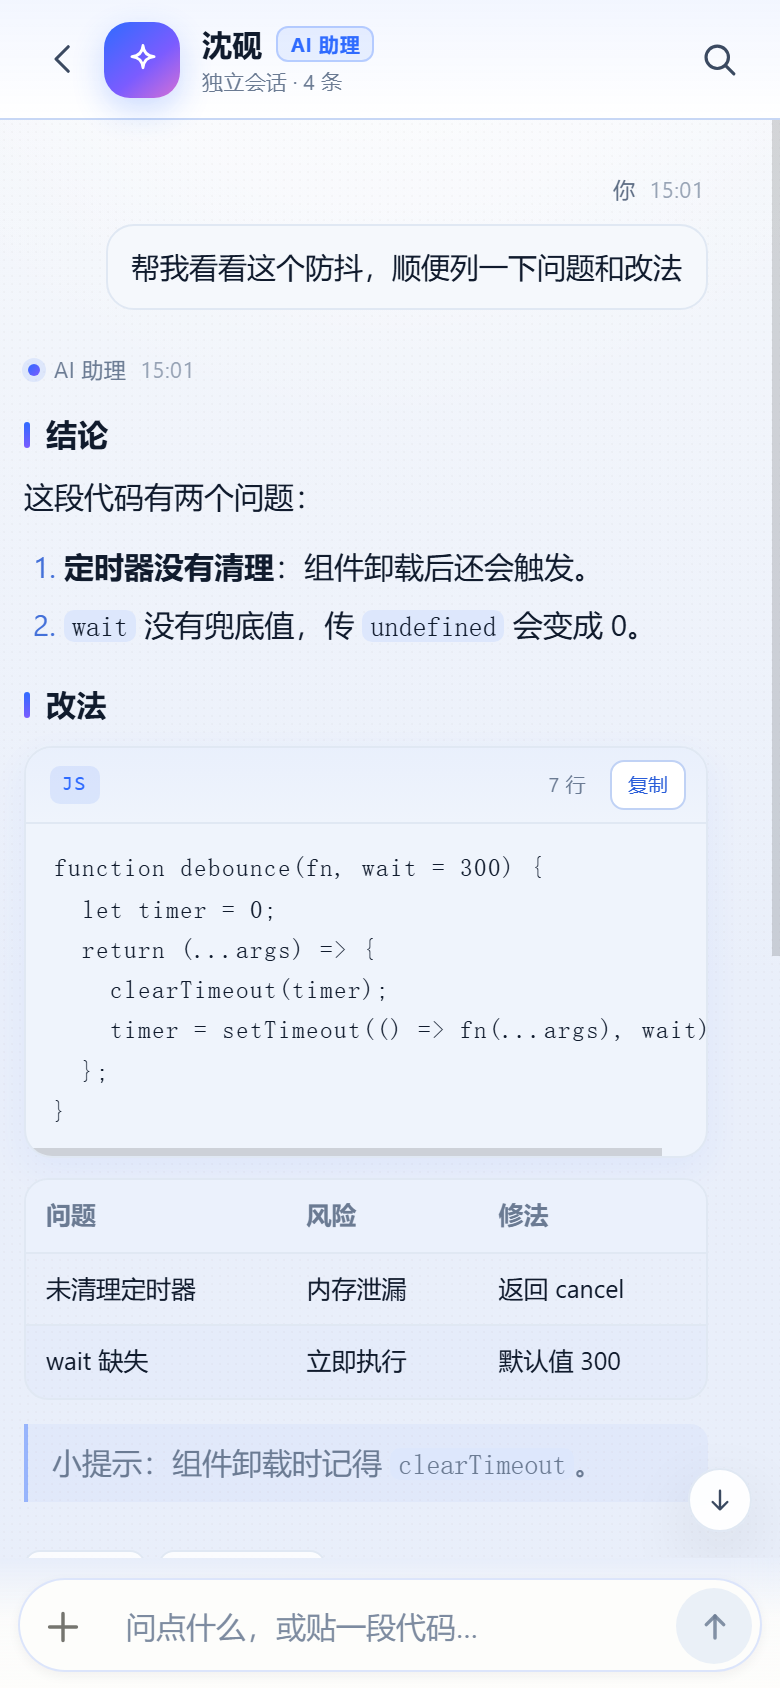 沈砚 AI 助理
独立会话 · 4 条
你 15:01
帮我看看这个防抖，顺便列一下问题和改法
AI 助理 15:01
结论
这段代码有两个问题：
1. 定时器没有清理：组件卸载后还会触发。
2. wait 没有兜底值，传 undefined 会变成 0。
改法
JS 7 行 复制
function debounce(fn, wait = 300) {
  let timer = 0;
  return (...args) => {
    clearTimeout(timer);
    timer = setTimeout(() => fn(...args), wait)
  };
}
问题 风险 修法
未清理定时器 内存泄漏 返回 cancel
wait 缺失 立即执行 默认值 300
小提示：组件卸载时记得 clearTimeout 。
问点什么，或贴一段代码...